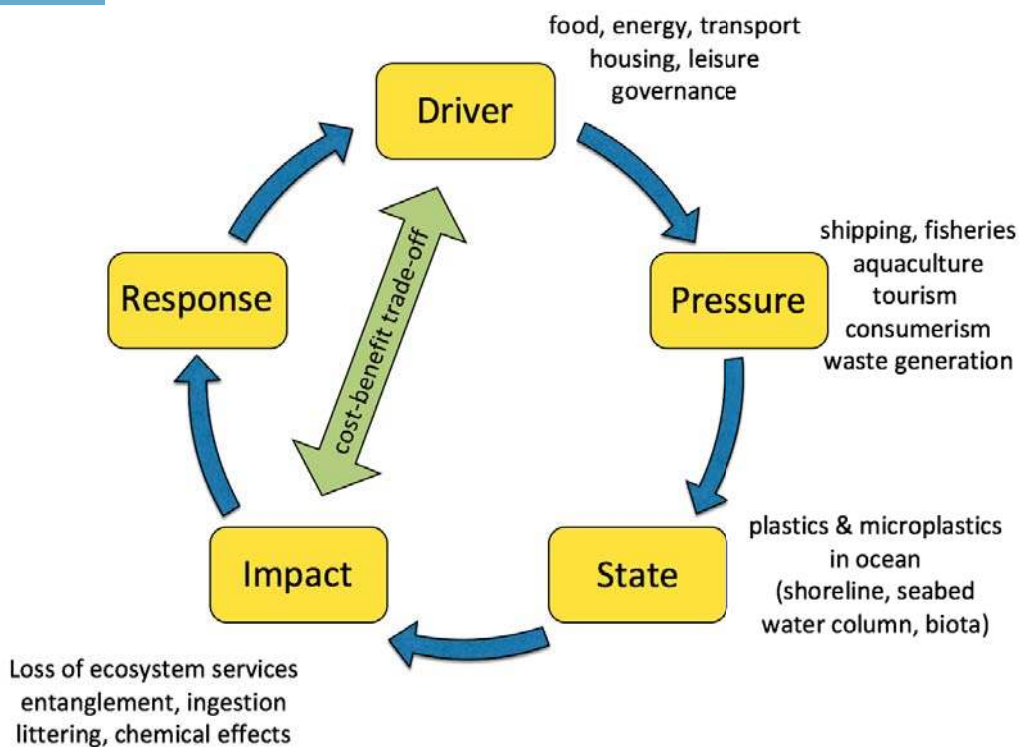 food, energy, transport
housing, leisure
governance
Driver
shipping, fisheries
aquaculture
tourism
consumerism
waste generation
Pressure
Response
cost-benefit trade-off
plastics & microplastics
in ocean
(shoreline, seabed
water column, biota)
State
Impact
Loss of ecosystem services
entanglement, ingestion
littering, chemical effects